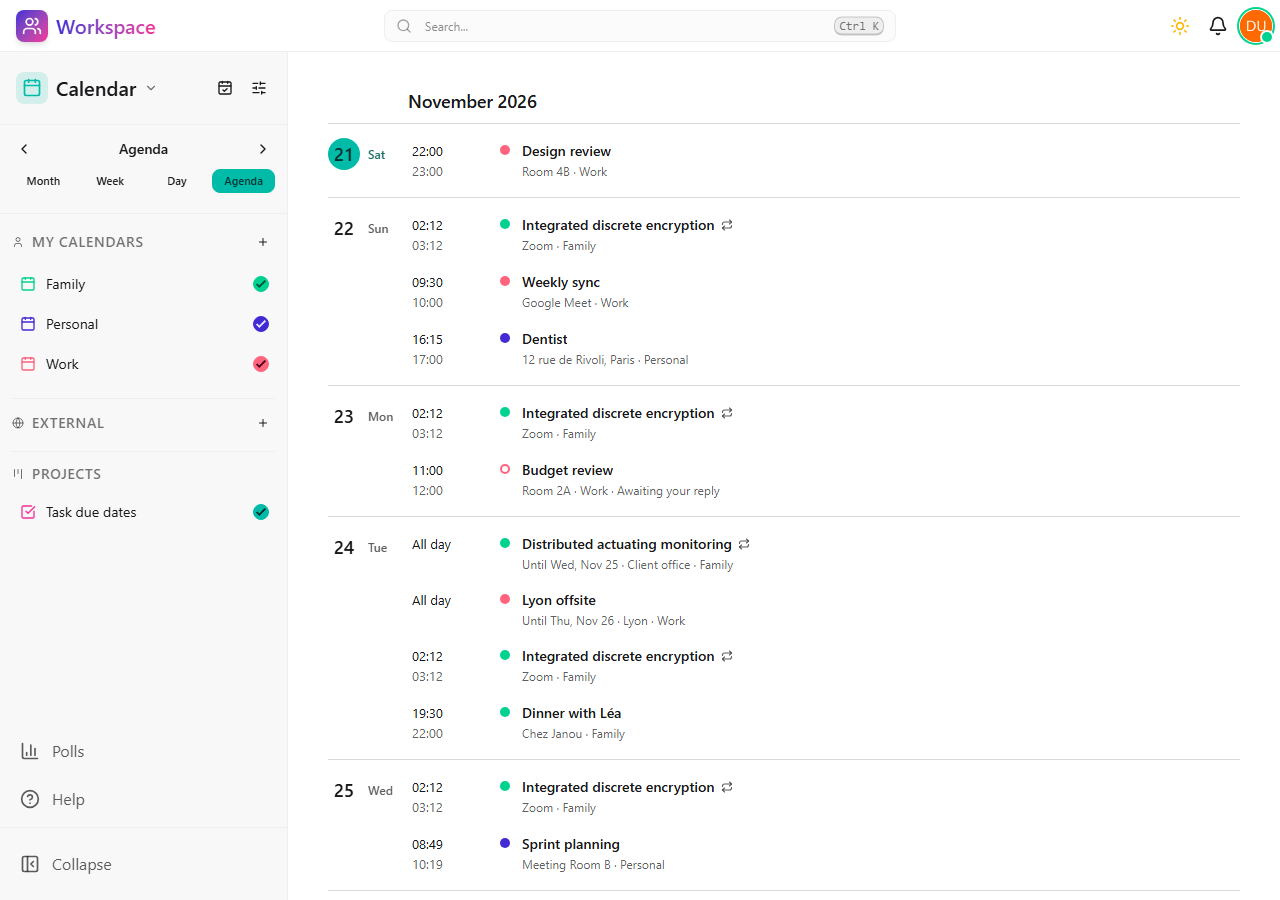 Workspace
Search...
Ctrl K
DU
Calendar
Agenda
Month
Week
Day
Agenda
MY CALENDARS
Family
Personal
Work
EXTERNAL
PROJECTS
Task due dates
Polls
Help
Collapse
November 2026
21 Sat
22:00 Design review
23:00 Room 4B · Work
22 Sun
02:12 Integrated discrete encryption
03:12 Zoom · Family
09:30 Weekly sync
10:00 Google Meet · Work
16:15 Dentist
17:00 12 rue de Rivoli, Paris · Personal
23 Mon
02:12 Integrated discrete encryption
03:12 Zoom · Family
11:00 Budget review
12:00 Room 2A · Work · Awaiting your reply
24 Tue
All day Distributed actuating monitoring
Until Wed, Nov 25 · Client office · Family
All day Lyon offsite
Until Thu, Nov 26 · Lyon · Work
02:12 Integrated discrete encryption
03:12 Zoom · Family
19:30 Dinner with Léa
22:00 Chez Janou · Family
25 Wed
02:12 Integrated discrete encryption
03:12 Zoom · Family
08:49 Sprint planning
10:19 Meeting Room B · Personal